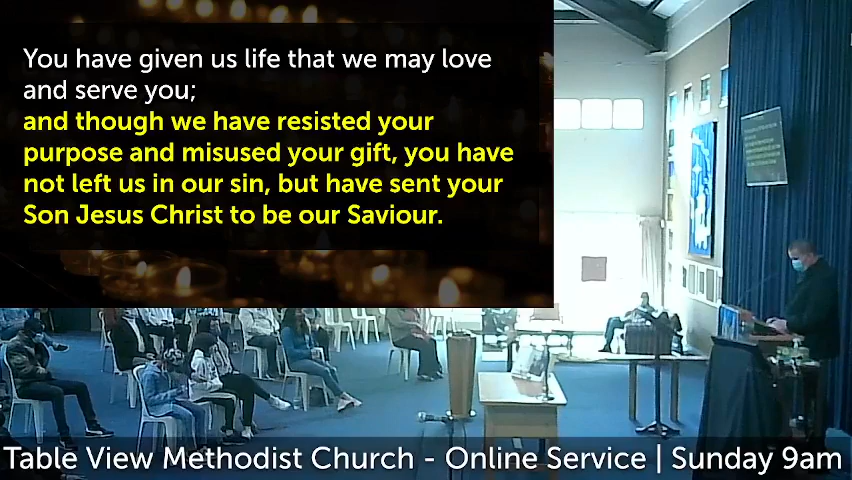 You have given us life that we may love
and serve you;
and though we have resisted your
purpose and misused your gift, you have
not left us in our sin, but have sent your
Son Jesus Christ to be our Saviour.
Table View Methodist Church - Online Service | Sunday 9am